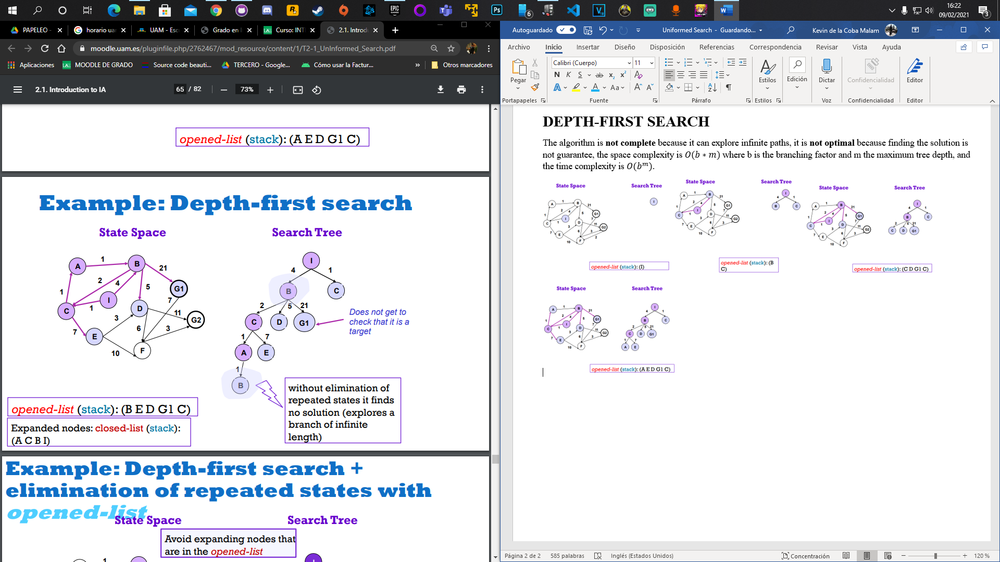 16:22
09/02/2021
6
3
PAPELEO -
horario ua
UAM - Esc
Grado en I
Curso: INT
2.1. Introdu
moodle.uam.es/pluginfile.php/2762467/mod_resource/content/1/T2-1_UnInformed_Search.pdf
Aplicaciones
MOODLE DE GRADO
Source code beauti...
TERCERO - Google...
Cómo usar la Factur...
»
Otros marcadores
2.1. Introduction to IA
65 / 82
73%
opened-list (stack): (A E D G1 C)
Example: Depth-first search
State Space
Search Tree
A
1
B
21
G1
2
4
5
1
I
7
C
1
D
11
G2
3
7
E
6
3
10
F
I
4
1
B
C
2
5
21
C
D
G1
Does not get to
check that it is a
target
1
7
A
E
1
B
without elimination of
repeated states it finds
no solution (explores a
branch of infinite
length)
opened-list (stack): (B E D G1 C)
Expanded nodes: closed-list (stack):
(A C B I)
Example: Depth-first search +
elimination of repeated states with
opened-list
State Space
Search Tree
Avoid expanding nodes that
are in the opened-list
1
Autoguardado
Uniformed Search - Guardando...
Kevin de la Coba Malam
Archivo
Inicio
Insertar
Diseño
Disposición
Referencias
Correspondencia
Revisar
Vista
Ayuda
Pegar
Calibri (Cuerpo)
11
N K S ab x₂ x²
A A Aa A A
Estilos
Edición
Dictar
Confidencialidad
Editor
Portapapeles
Fuente
Párrafo
Estilos
Voz
Confidencialidad
Editor
DEPTH-FIRST SEARCH
The algorithm is not complete because it can explore infinite paths, it is not optimal because finding the solution is
not guarantee, the space complexity is O(b * m) where b is the branching factor and m the maximum tree depth, and
the time complexity is O(bᵐ).
State Space
Search Tree
opened-list (stack): (I)
State Space
Search Tree
opened-list (stack): (B
C)
State Space
Search Tree
opened-list (stack): (C D G1 C)
State Space
Search Tree
opened-list (stack): (A E D G1 C)
Página 2 de 2
585 palabras
Inglés (Estados Unidos)
Concentración
120 %